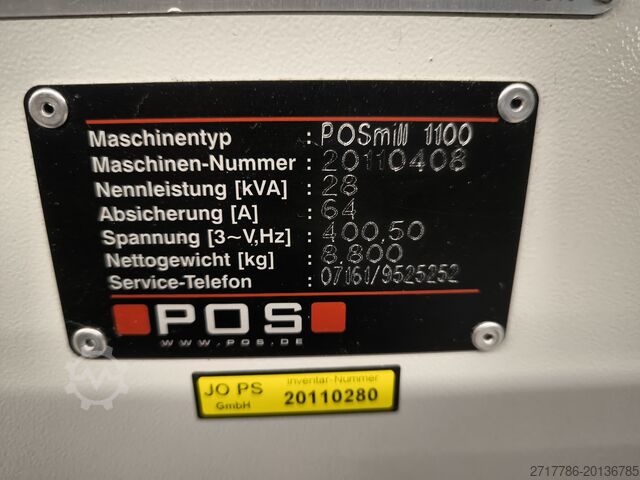 Maschinentyp : POSmill 1100
Maschinen-Nummer : 20110408
Nennleistung [kVA] : 28
Absicherung [A] : 64
Spannung [3~V,Hz] : 400,50
Nettogewicht [kg] : 8.800
Service-Telefon : 07161/9525252
POS
WWW.POS.DE
JO PS GmbH
Inventar-Nummer
20110280
2717786-20136785